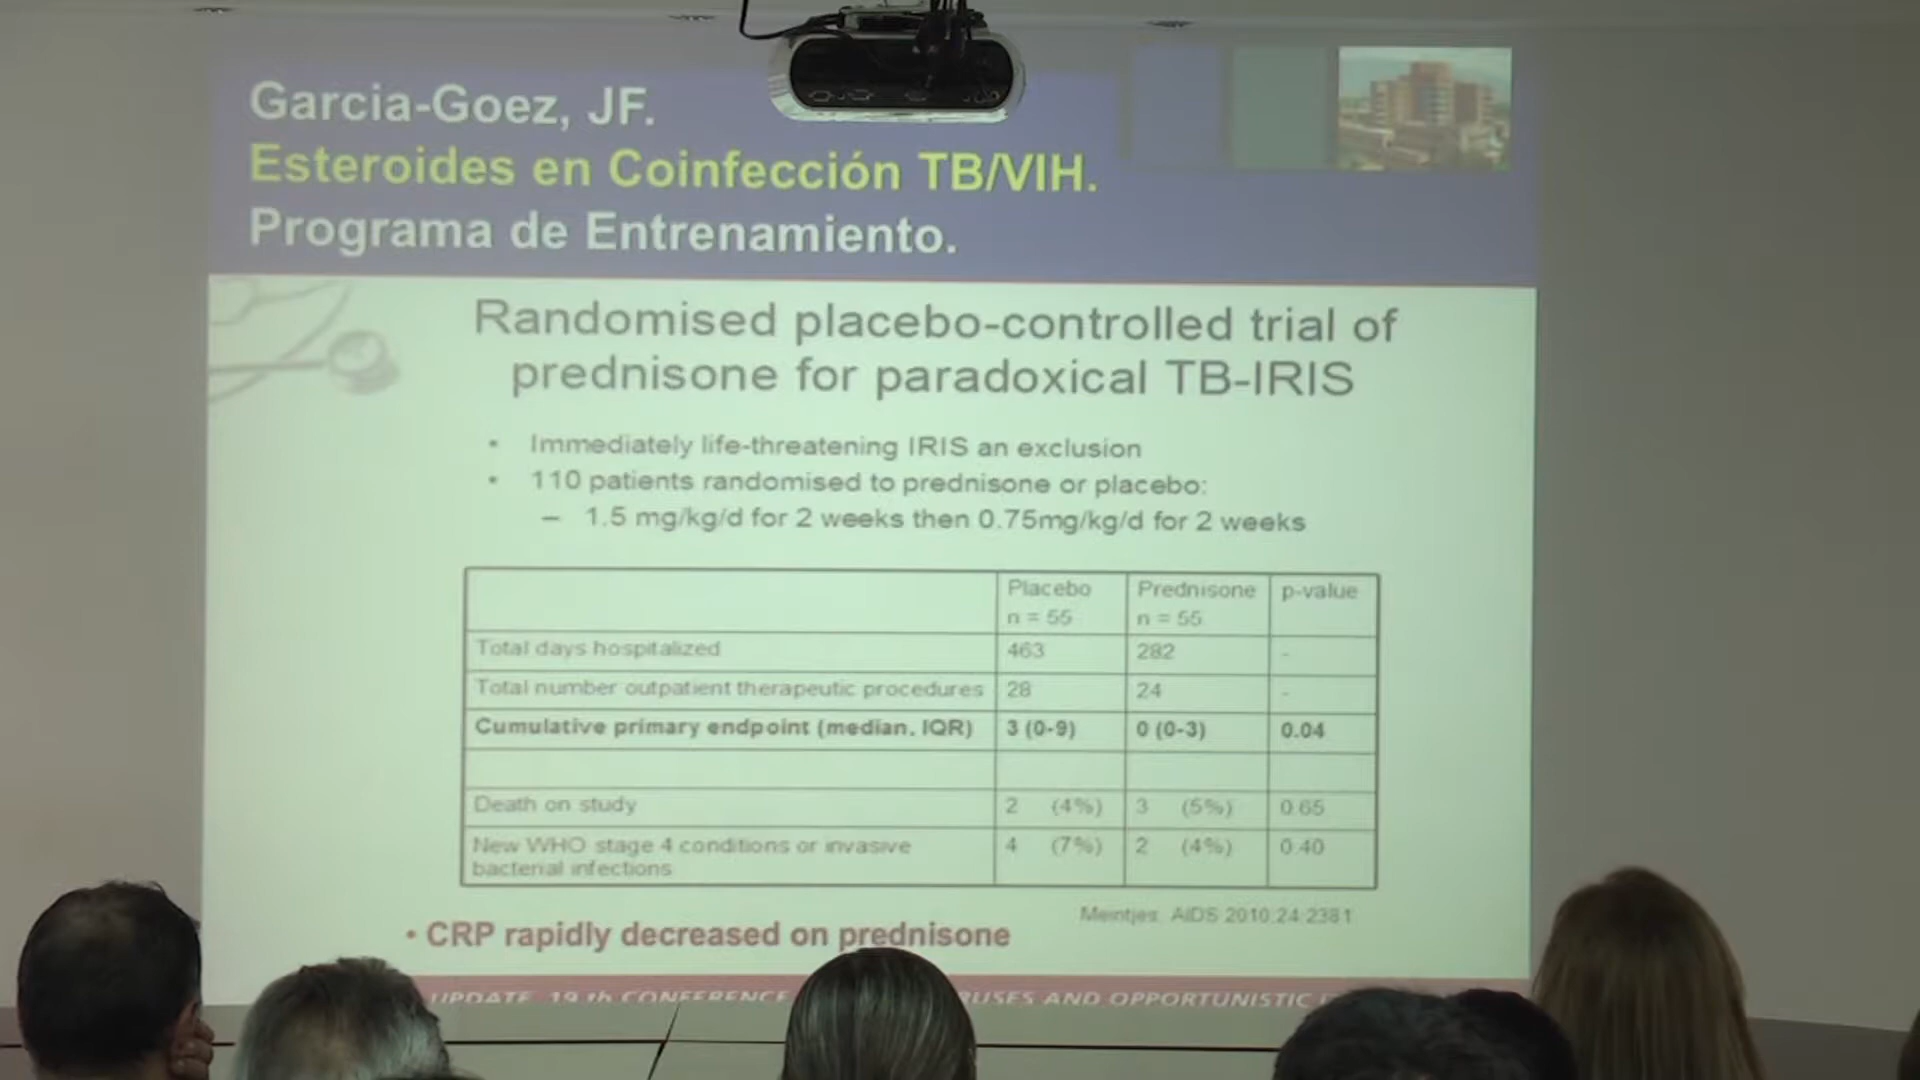 Garcia-Goez, JF.
Esteroides en Coinfección TB/VIH.
Programa de Entrenamiento.
Randomised placebo-controlled trial of
prednisone for paradoxical TB-IRIS
• Immediately life-threatening IRIS an exclusion
• 110 patients randomised to prednisone or placebo:
– 1.5 mg/kg/d for 2 weeks then 0.75mg/kg/d for 2 weeks
Placebo n = 55 Prednisone n = 55 p-value
Total days hospitalized 463 282 -
Total number outpatient therapeutic procedures 28 24 -
Cumulative primary endpoint (median, IQR) 3 (0-9) 0 (0-3) 0.04
Death on study 2 (4%) 3 (5%) 0.65
New WHO stage 4 conditions or invasive
bacterial infections 4 (7%) 2 (4%) 0.40
Meintjes. AIDS 2010;24:2381
• CRP rapidly decreased on prednisone
UPDATE 19 th CONFERENCE AND OPPORTUNISTIC